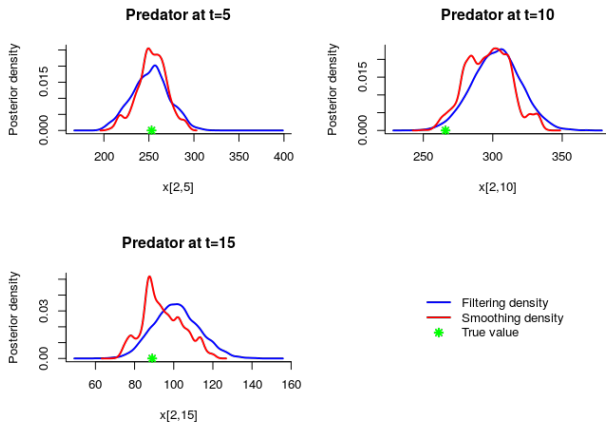 Predator at t=5
Posterior density
0.000
0.015
200
250
300
350
400
x[2,5]
Predator at t=10
Posterior density
0.000
0.015
250
300
350
x[2,10]
Predator at t=15
Posterior density
0.00
0.03
60
80
100
120
140
160
x[2,15]
Filtering density
Smoothing density
True value